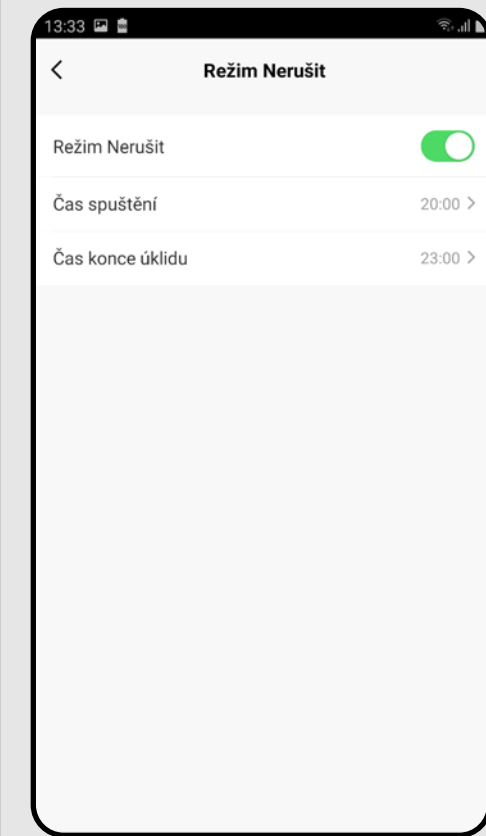 13:33
Režim Nerušit
Režim Nerušit
Čas spuštění 20:00
Čas konce úklidu 23:00